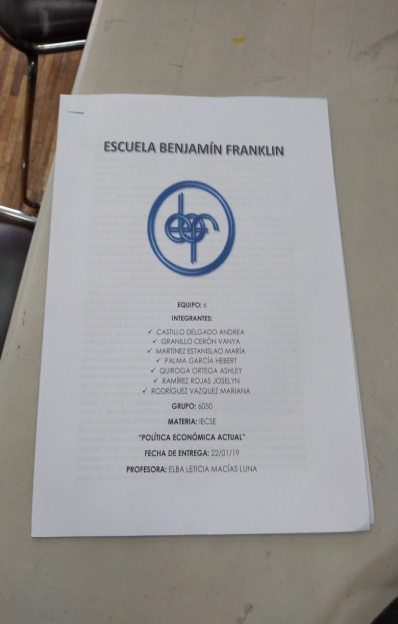 ESCUELA BENJAMÍN FRANKLIN
EQUIPO: 6
INTEGRANTES:
✓ CASTILLO DELGADO ANDREA
✓ GRANILLO CERÓN VANYA
✓ MARTÍNEZ ESTANISLAO MARÍA
✓ PALMA GARCÍA HEBERT
✓ QUIROGA ORTEGA ASHLEY
✓ RAMÍREZ ROJAS JOSELYN
✓ RODRÍGUEZ VAZQUEZ MARIANA
GRUPO: 6050
MATERIA: IECSE
"POLÍTICA ECONÓMICA ACTUAL"
FECHA DE ENTREGA: 22/01/19
PROFESORA: ELBA LETICIA MACÍAS LUNA